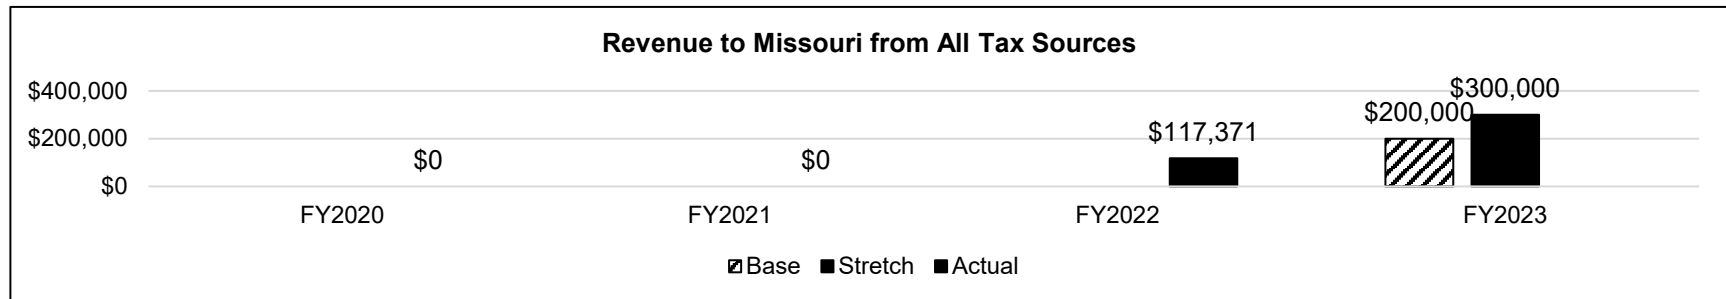 Revenue to Missouri from All Tax Sources
$400,000
$200,000
$0
$0
$0
$117,371
$200,000
$300,000
FY2020
FY2021
FY2022
FY2023
Base
Stretch
Actual